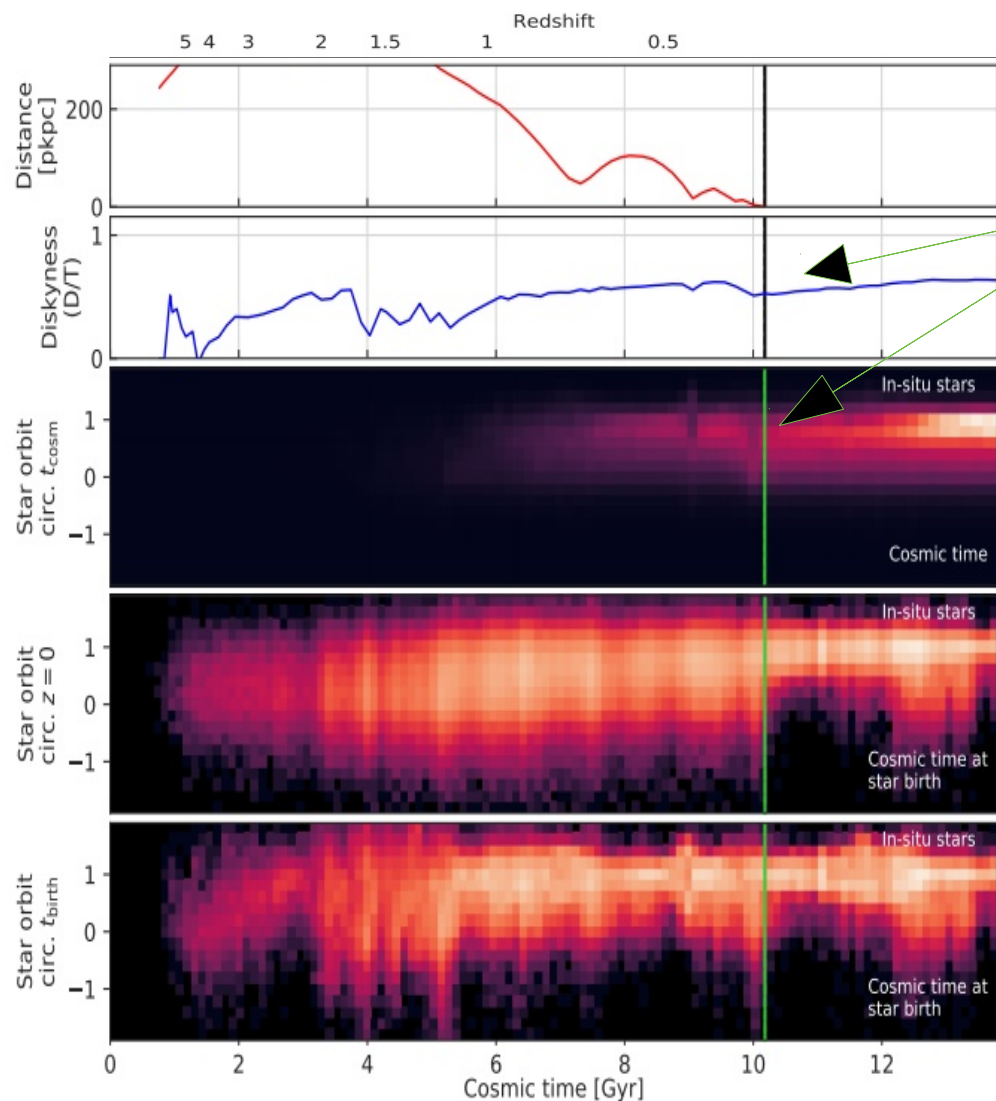 Redshift
5 4 3 2 1.5 1 0.5
Distance
[pkpc]
200
0
Diskyness
(D/T)
1
0
Star orbit
circ. t_cosm
1
0
−1
In-situ stars
Cosmic time
Star orbit
circ. z = 0
1
0
−1
In-situ stars
Cosmic time at
star birth
Star orbit
circ. t_birth
1
0
−1
In-situ stars
Cosmic time at
star birth
0 2 4 6 8 10 12
Cosmic time [Gyr]